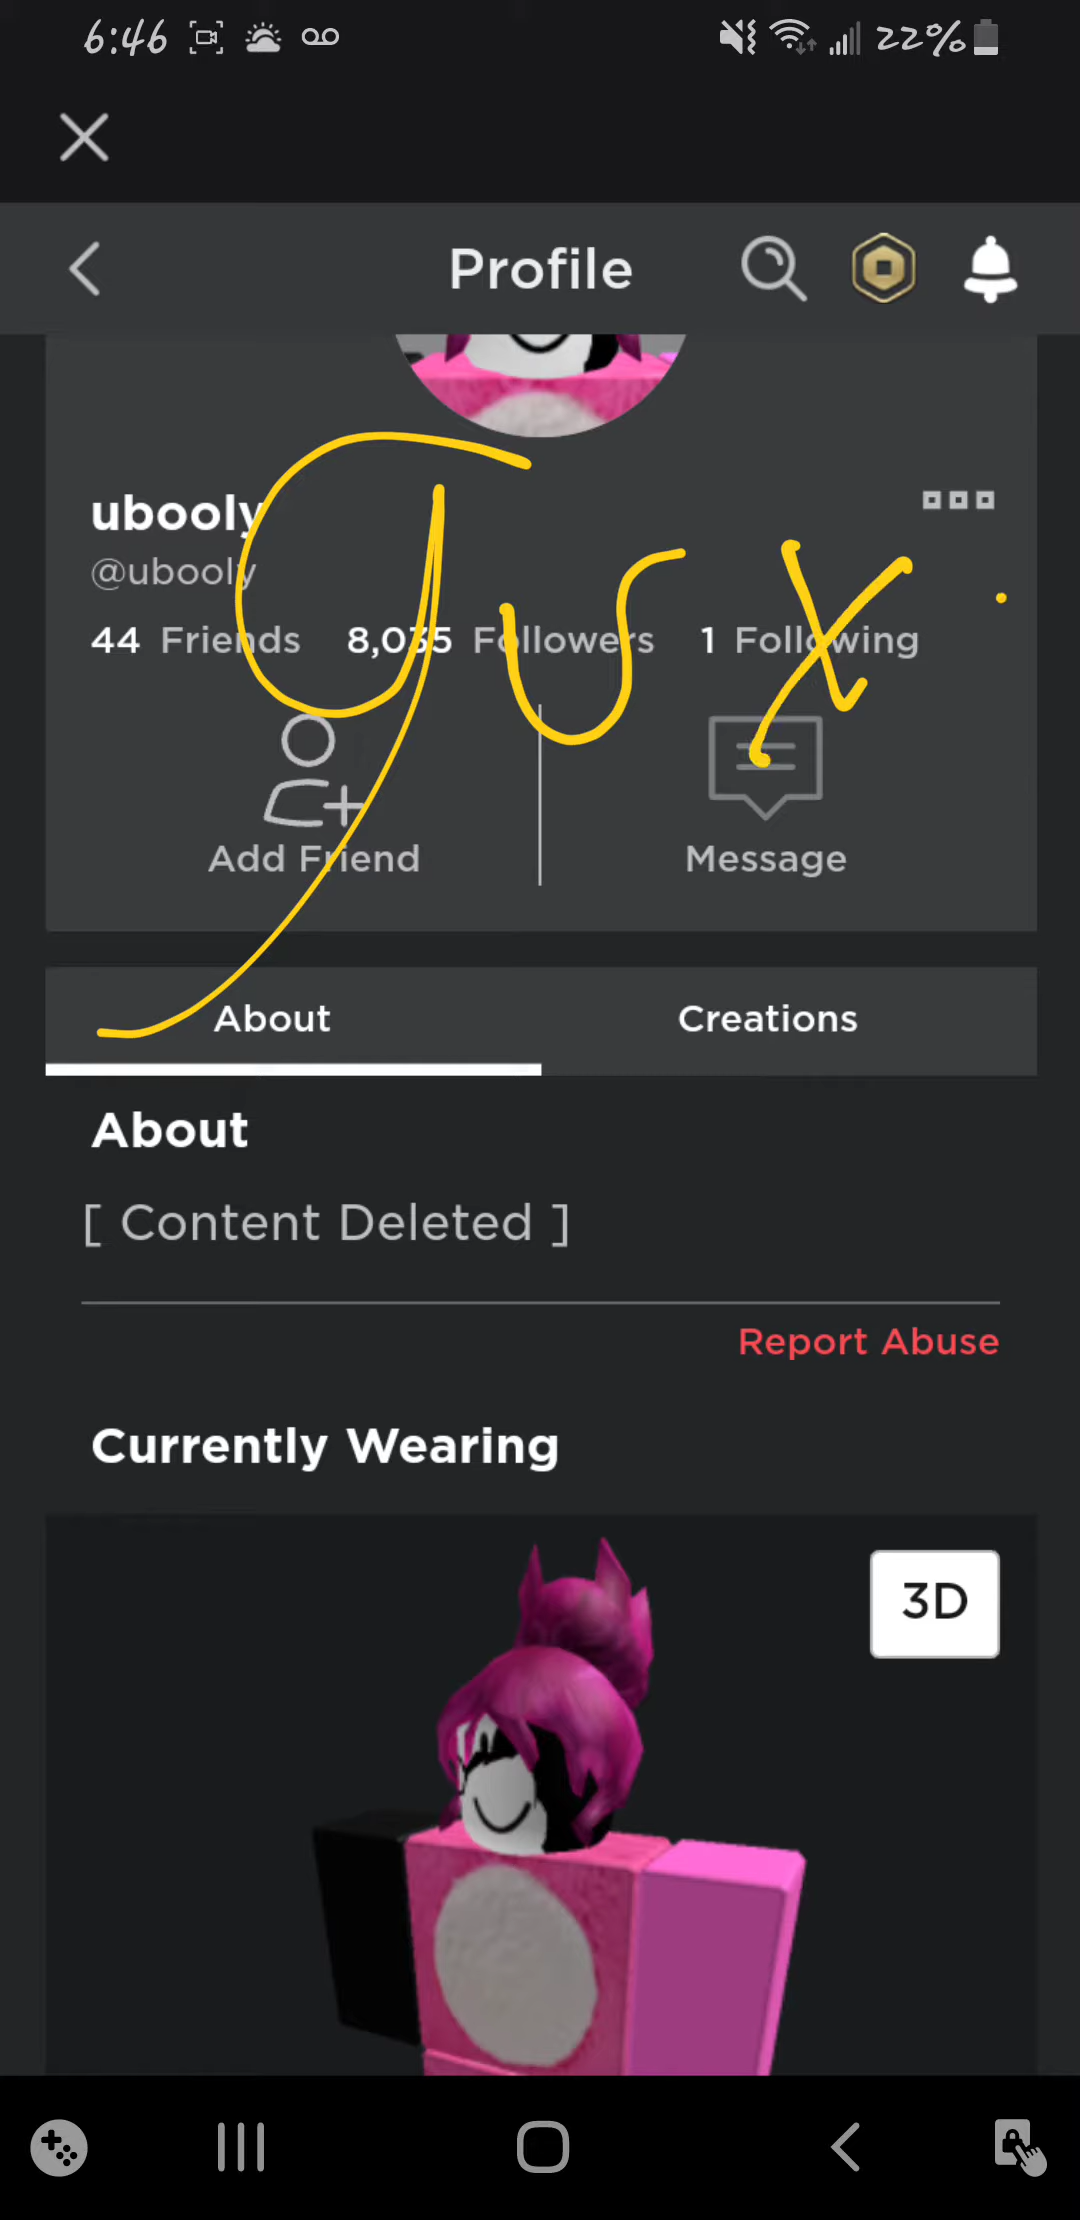 6:46 22%
Profile
ubooly
@ubooly
44 Friends 8,035 Followers 1 Following
Add Friend Message
About Creations
About
[ Content Deleted ]
Report Abuse
Currently Wearing
3D